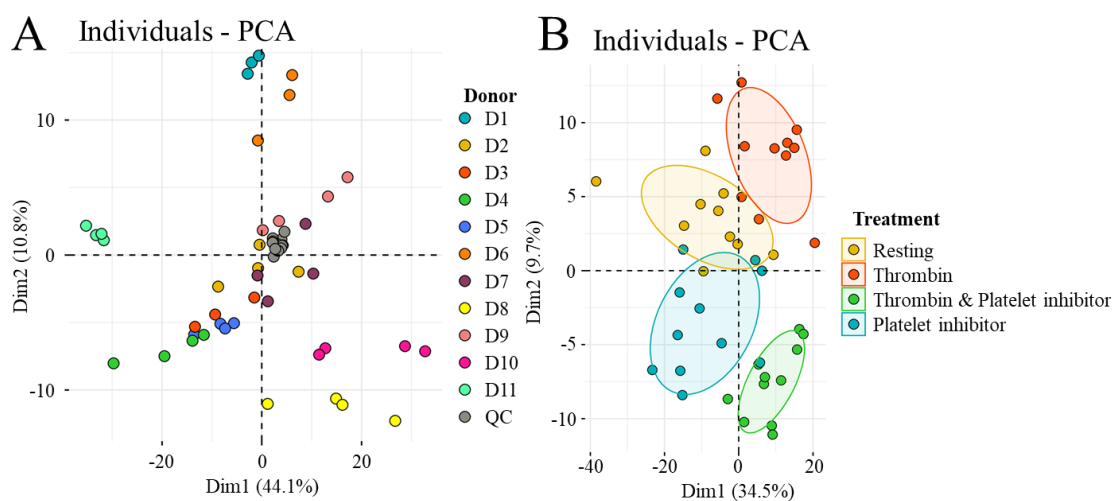 A
Individuals - PCA
Dim2 (10.8%)
10
0
-10
-20
0
20
Dim1 (44.1%)
Donor
D1
D2
D3
D4
D5
D6
D7
D8
D9
D10
D11
QC
B
Individuals - PCA
Dim2 (9.7%)
10
5
0
-5
-10
-40
-20
0
20
Dim1 (34.5%)
Treatment
Resting
Thrombin
Thrombin & Platelet inhibitor
Platelet inhibitor